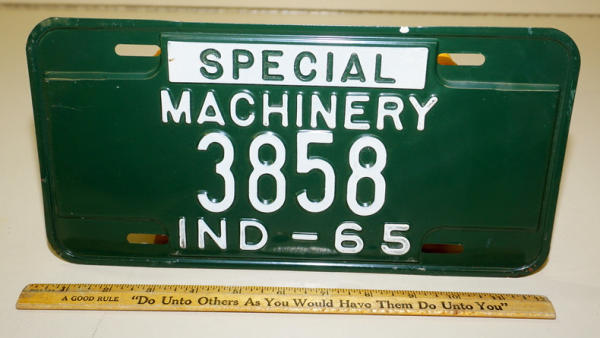 SPECIAL
MACHINERY
3858
IND-65
A GOOD RULE "Do Unto Others As You Would Have Them Do Unto You"